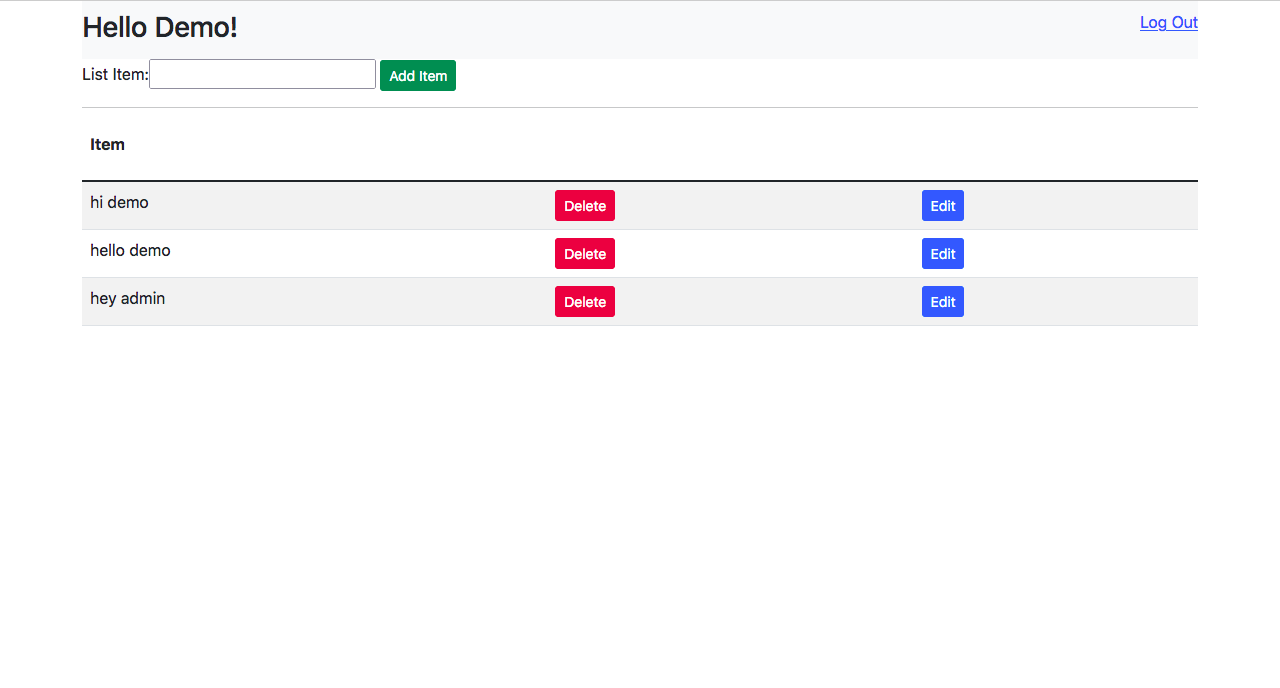 Hello Demo!
Log Out
List Item:
Add Item
Item
hi demo Delete Edit
hello demo Delete Edit
hey admin Delete Edit